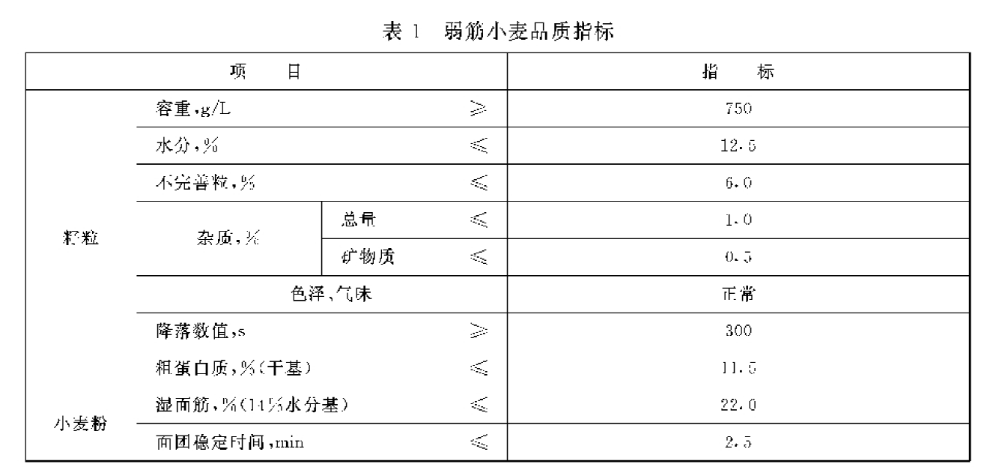 表 1 弱筋小麦品质指标
项 目 指 标
容重,g/L ≥ 750
水分,% ≤ 12.5
不完善粒,% ≤ 6.0
籽粒 杂质,% 总量 ≤ 1.0
矿物质 ≤ 0.5
色泽、气味 正常
降落数值,s ≥ 300
粗蛋白质,%(干基) ≤ 11.5
湿面筋,%(14%水分基) ≤ 22.0
小麦粉
面团稳定时间,min ≤ 2.5